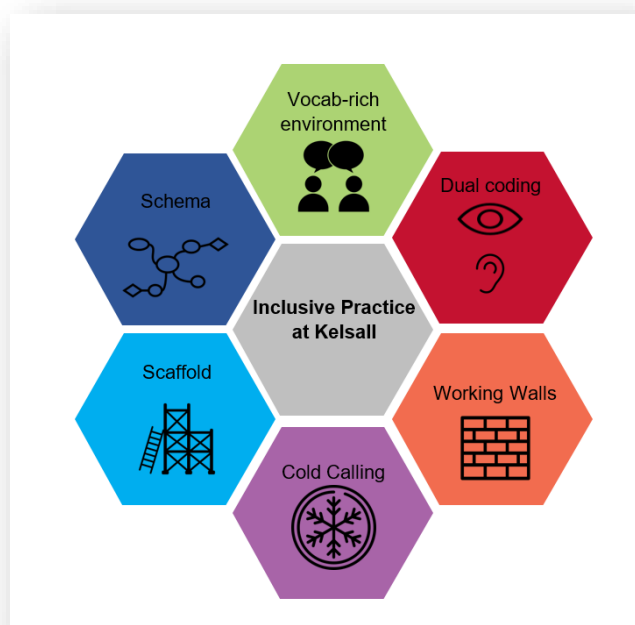 Vocab-rich
environment
Dual coding
Schema
Inclusive Practice
at Kelsall
Scaffold
Working Walls
Cold Calling